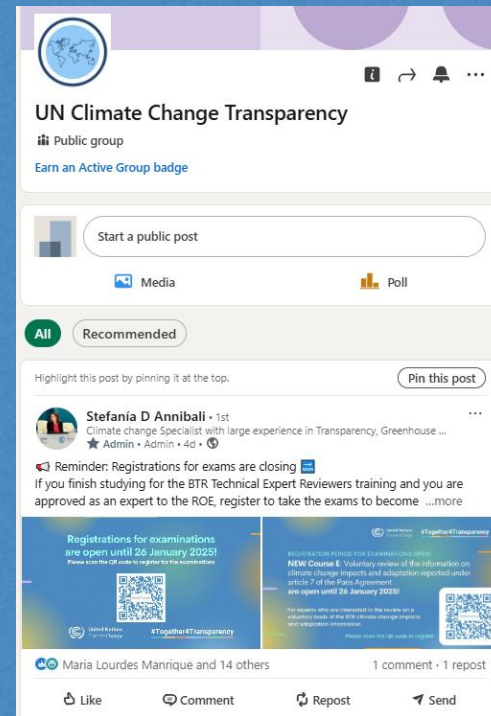 UN Climate Change Transparency
Public group
Earn an Active Group badge
Start a public post
Media
Poll
All
Recommended
Highlight this post by pinning it at the top.
Pin this post
Stefanía D Annibali • 1st
Climate change Specialist with large experience in Transparency, Greenhouse ...
Admin • Admin • 4d •
Reminder: Registrations for exams are closing
If you finish studying for the BTR Technical Expert Reviewers training and you are
approved as an expert to the ROE, register to take the exams to become ...more
Registrations for examinations
are open until 26 January 2025!
Please scan the QR code to register for the examinations
United Nations
Climate Change
#Together4Transparency
United Nations
Climate Change
#Together4Transparency
REGISTRATION PERIOD FOR EXAMINATIONS OPEN!
NEW Course E: Voluntary review of the information on
climate change impacts and adaptation reported under
article 7 of the Paris Agreement
are open until 26 January 2025!
For experts who are interested in the review on a
voluntary basis of the BTR climate change impacts
and adaptation information.
Please scan the QR code to register
Maria Lourdes Manrique and 14 others
1 comment • 1 repost
Like
Comment
Repost
Send